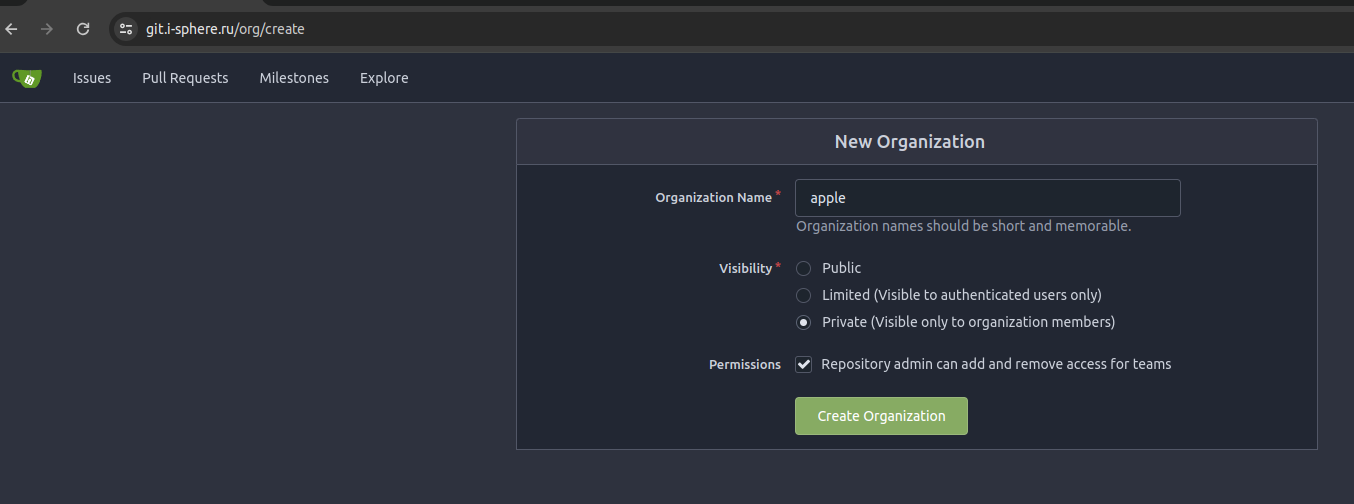 git.i-sphere.ru/org/create
Issues Pull Requests Milestones Explore
New Organization
Organization Name * apple
Organization names should be short and memorable.
Visibility * Public
Limited (Visible to authenticated users only)
Private (Visible only to organization members)
Permissions Repository admin can add and remove access for teams
Create Organization